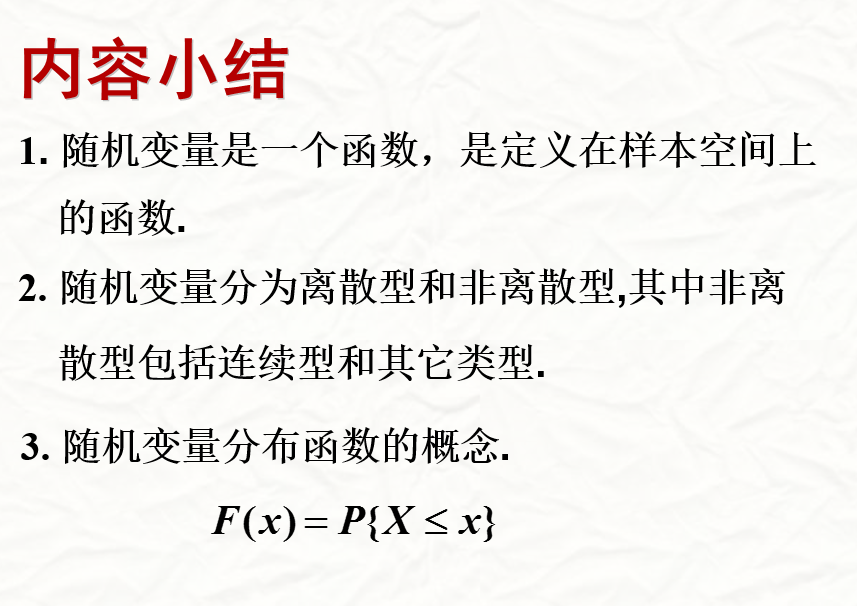 内容小结
1. 随机变量是一个函数，是定义在样本空间上
的函数.
2. 随机变量分为离散型和非离散型,其中非离
散型包括连续型和其它类型.
3. 随机变量分布函数的概念.
F(x) = P{X ≤ x}